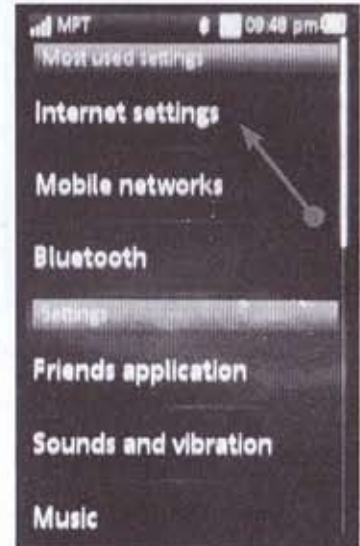 MPT 09:48 pm
Most used settings
Internet settings
Mobile networks
Bluetooth
Settings
Friends application
Sounds and vibration
Music